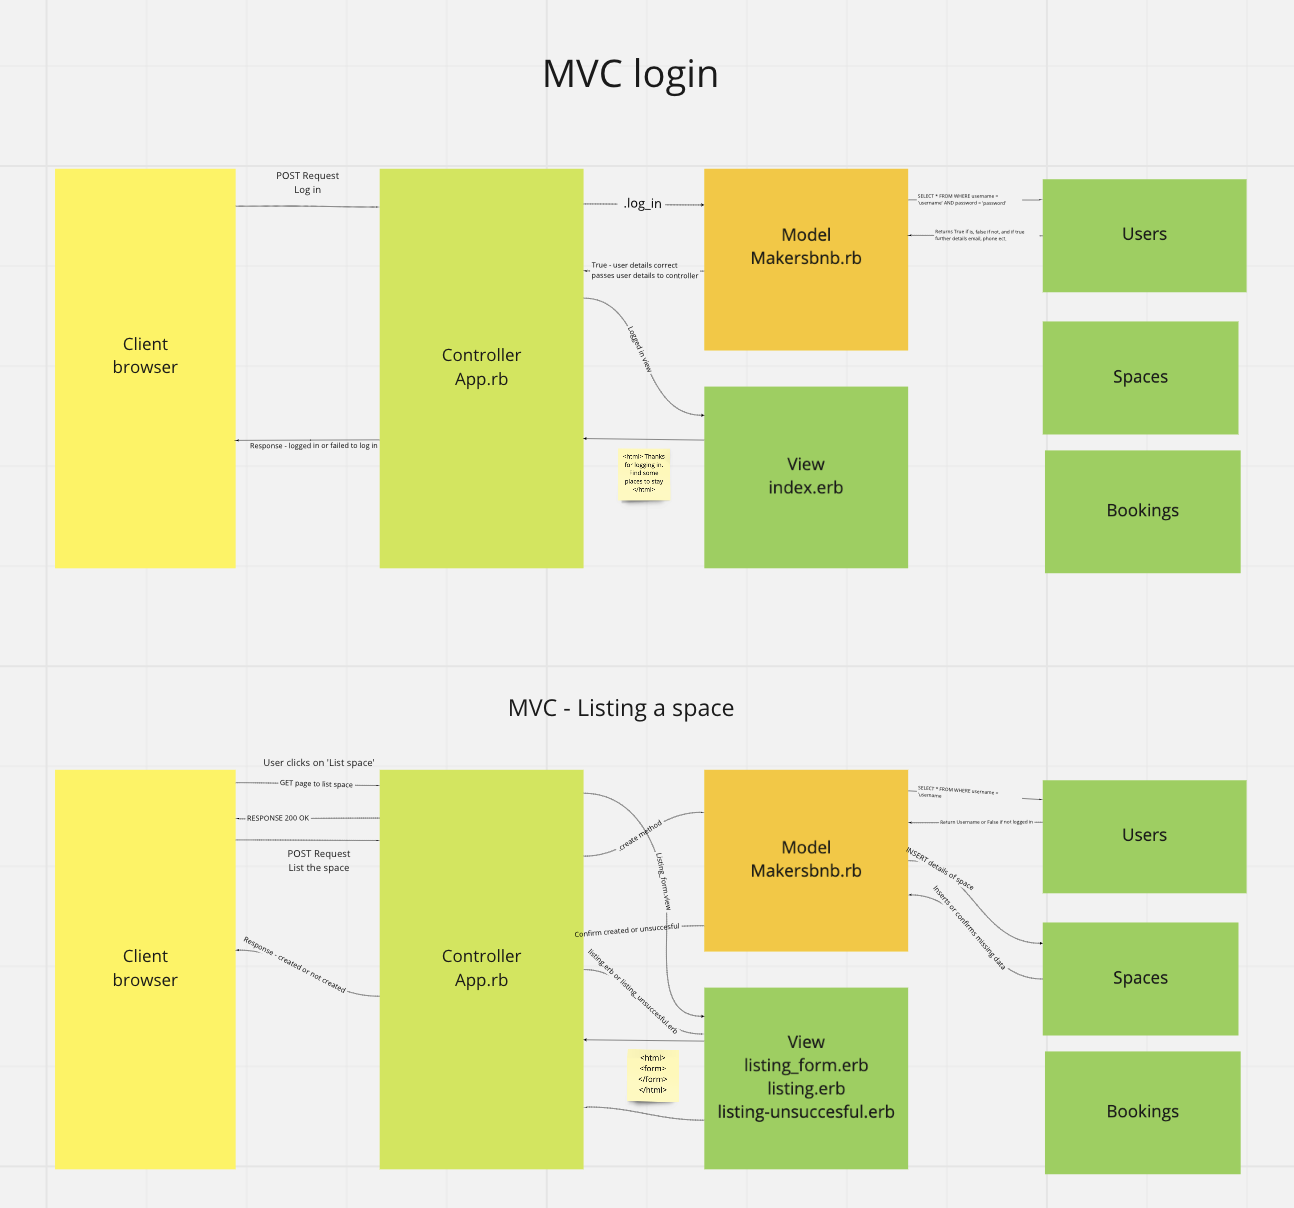 MVC login
POST Request
Log in
.log_in
SELECT * FROM WHERE username =
'username' AND password = 'password'
Returns True if is, false if not, and if true
further details email, phone ect.
Users
Model
Makersbnb.rb
True - user details correct
passes user details to controller
Logged in view
Client
browser
Controller
App.rb
Spaces
Response - logged in or failed to log in
<html> Thanks
for logging in.
Find some
places to stay
</html>
View
index.erb
Bookings
MVC - Listing a space
User clicks on 'List space'
GET page to list space
RESPONSE 200 OK
POST Request
List the space
.create method
Listing_form.view
SELECT * FROM WHERE username =
'username
Return Username or False if not logged in
Users
Model
Makersbnb.rb
INSERT details of space
Inserts or confirms missing data
Confirm created or unsuccesful
listing.erb or listing_unsuccesful.erb
Response - created or not created
Client
browser
Controller
App.rb
Spaces
View
listing_form.erb
listing.erb
listing-unsuccesful.erb
<html>
<form>
</form>
</html>
Bookings